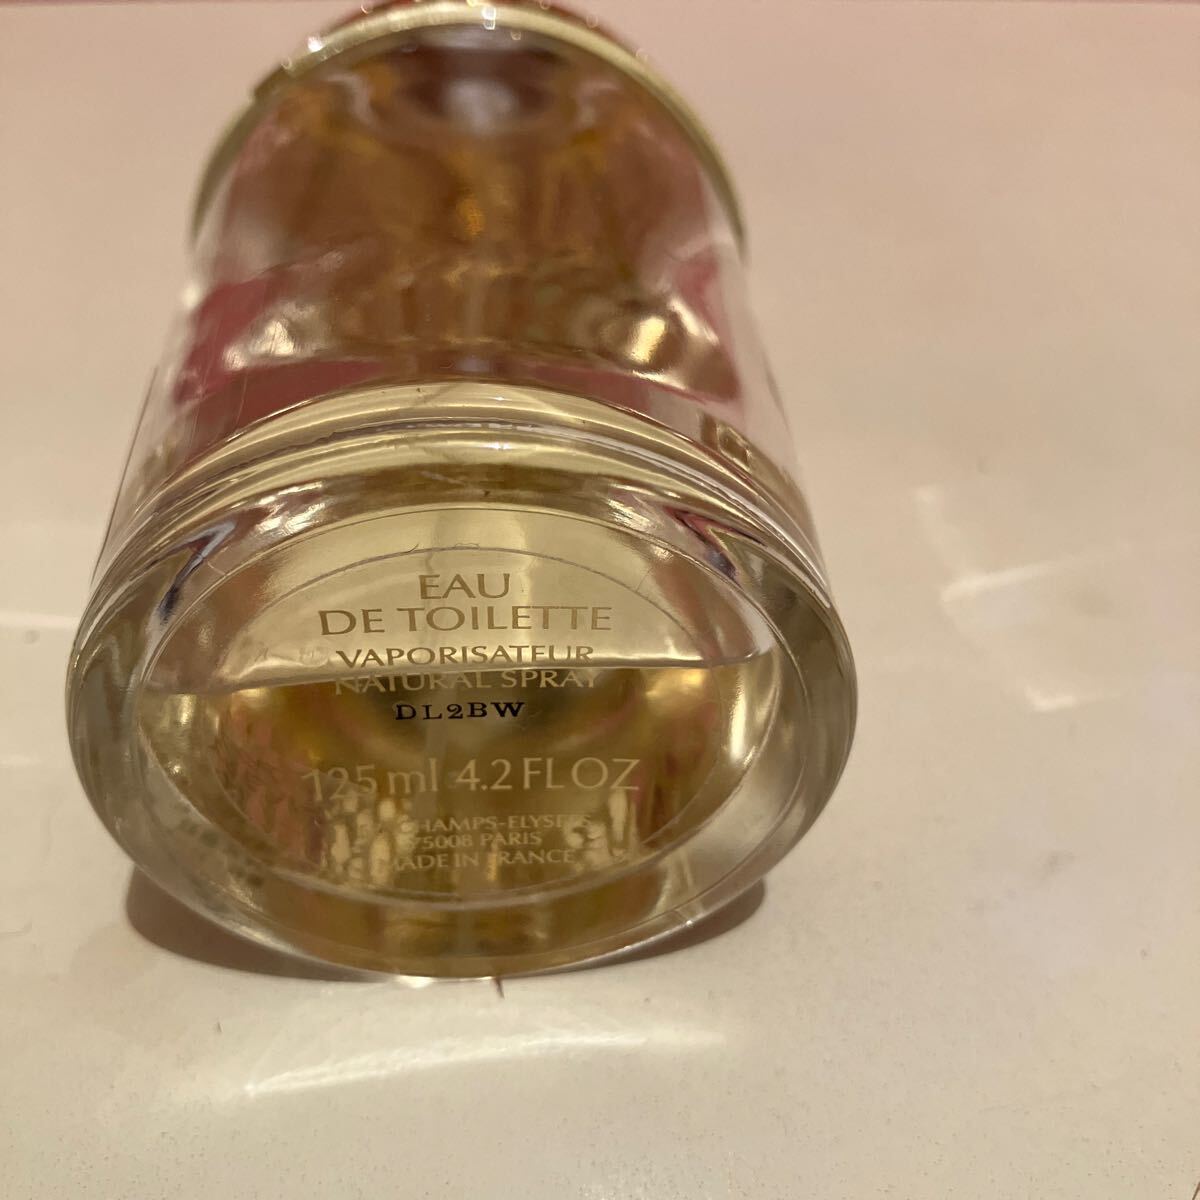 EAU
DE TOILETTE
VAPORISATEUR
NATURAL SPRAY
DL2BW
125 ml 4.2 FL OZ
CHAMPS-ELYSEES
75008 PARIS
MADE IN FRANCE